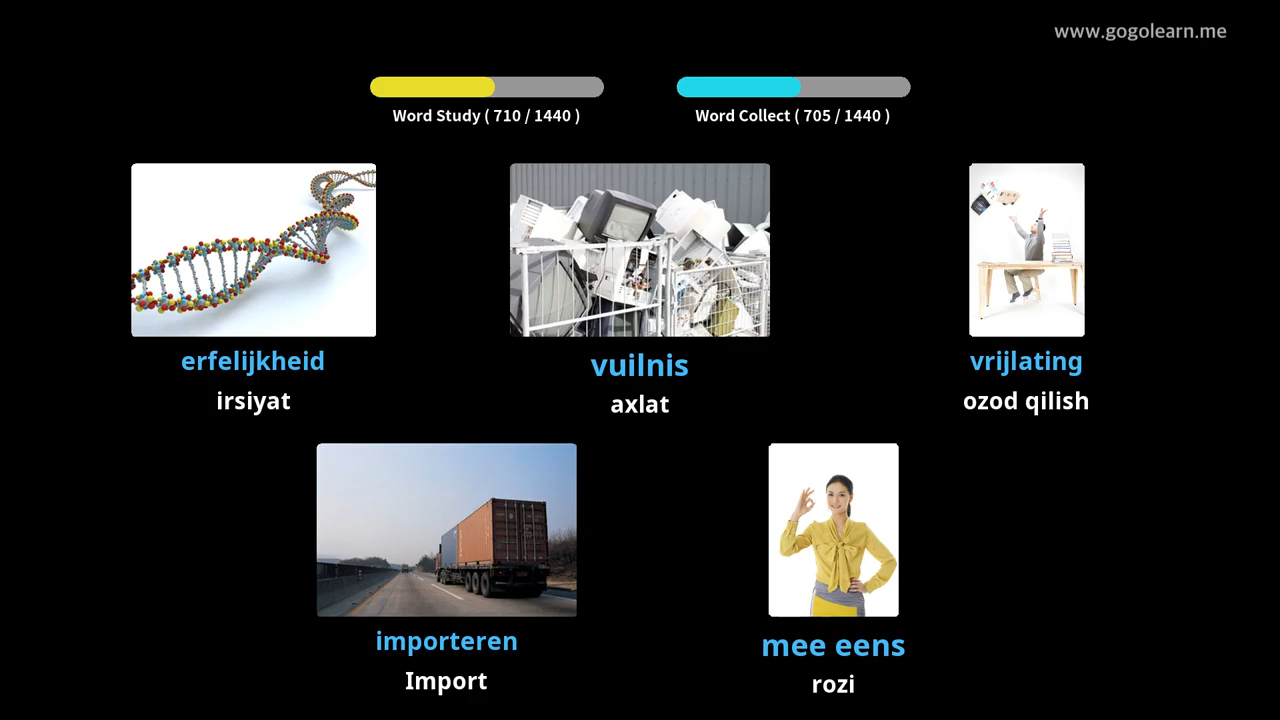 www.gogolearn.me
Word Study ( 710 / 1440 )
Word Collect ( 705 / 1440 )
erfelijkheid
irsiyat
vuilnis
axlat
vrijlating
ozod qilish
importeren
Import
mee eens
rozi